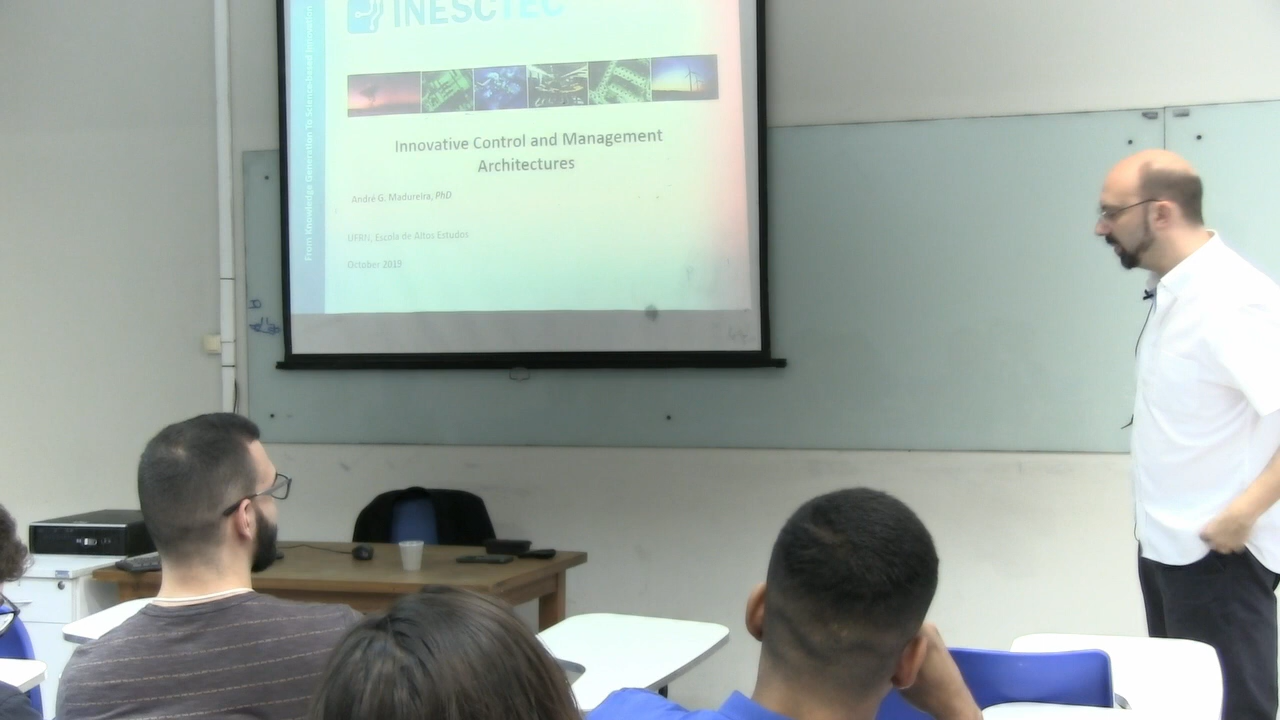 INESCTEC
From Knowledge Generation To Science-based Innovation
Innovative Control and Management
Architectures
André G. Madureira, PhD
UFRN, Escola de Altos Estudos
October 2019